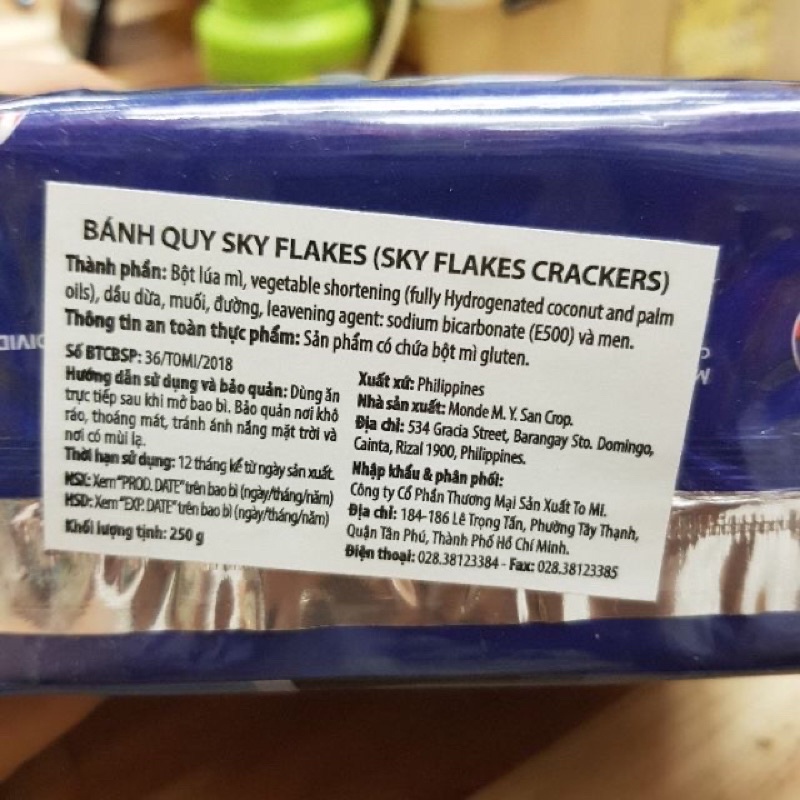 BÁNH QUY SKY FLAKES (SKY FLAKES CRACKERS)
Thành phần: Bột lúa mì, vegetable shortening (fully Hydrogenated coconut and palm
oils), dầu dừa, muối, đường, leavening agent: sodium bicarbonate (E500) và men.
Thông tin an toàn thực phẩm: Sản phẩm có chứa bột mì gluten.
Số BTCBSP: 36/TOMI/2018
Hướng dẫn sử dụng và bảo quản: Dùng ăn
trực tiếp sau khi mở bao bì. Bảo quản nơi khô
ráo, thoáng mát, tránh ánh nắng mặt trời và
nơi có mùi lạ.
Thời hạn sử dụng: 12 tháng kể từ ngày sản xuất.
NSX: Xem "PROD. DATE" trên bao bì (ngày/tháng/năm)
HSD: Xem "EXP. DATE" trên bao bì (ngày/tháng/năm)
Khối lượng tịnh: 250 g
Xuất xứ: Philippines
Nhà sản xuất: Monde M. Y. San Crop.
Địa chỉ: 534 Gracia Street, Barangay Sto. Domingo,
Cainta, Rizal 1900, Philippines.
Nhập khẩu & phân phối:
Công ty Cổ Phần Thương Mại Sản Xuất To Mi.
Địa chỉ: 184-186 Lê Trọng Tấn, Phường Tây Thạnh,
Quận Tân Phú, Thành Phố Hồ Chí Minh.
Điện thoại: 028.38123384 - Fax: 028.38123385